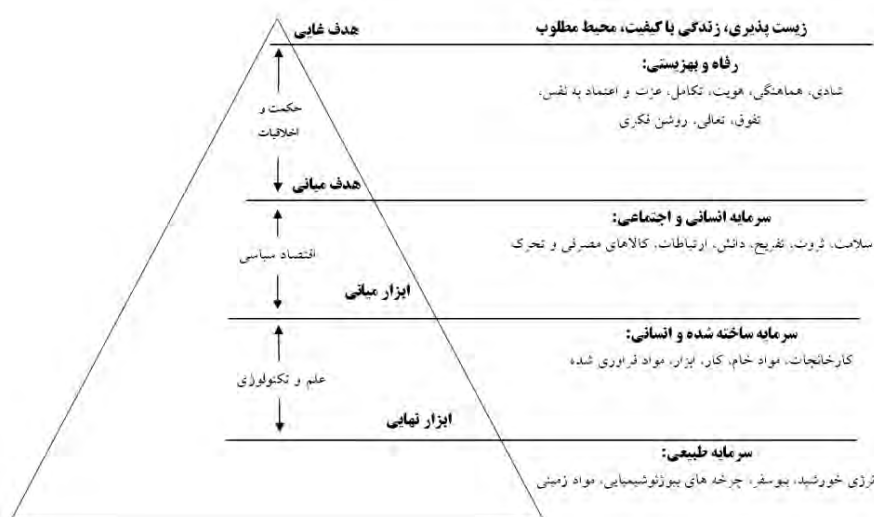 هدف غایی
زیست پذیری، زندگی با کیفیت، محیط مطلوب
رفاه و بهزیستی:
شادی، هماهنگی، هویت، تکامل، عزت و اعتماد به نفس،
تفوق، تعالی، روشن فکری
حکمت و
اخلاقیات
هدف میانی
سرمایه انسانی و اجتماعی:
سلامت، ثروت، تفریح، دانش، ارتباطات، کالاهای مصرفی و تحرک
اقتصاد سیاسی
ابزار میانی
سرمایه ساخته شده و انسانی:
کارخانجات، مواد خام، کار، ابزار، مواد فراوری شده
علم و تکنولوژی
ابزار نهایی
سرمایه طبیعی:
نرژی خورشید، بیوسفر، چرخه های بیوژئوشیمیایی، مواد زمینی